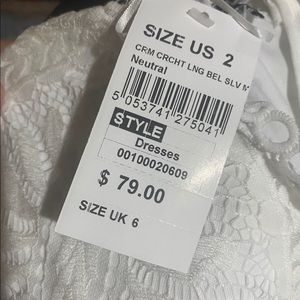 SIZE US 2
CRM CRCHT LNG BEL SLV M
Neutral
5 053741 275041
STYLE
Dresses
00100020609
$ 79.00
SIZE UK 6